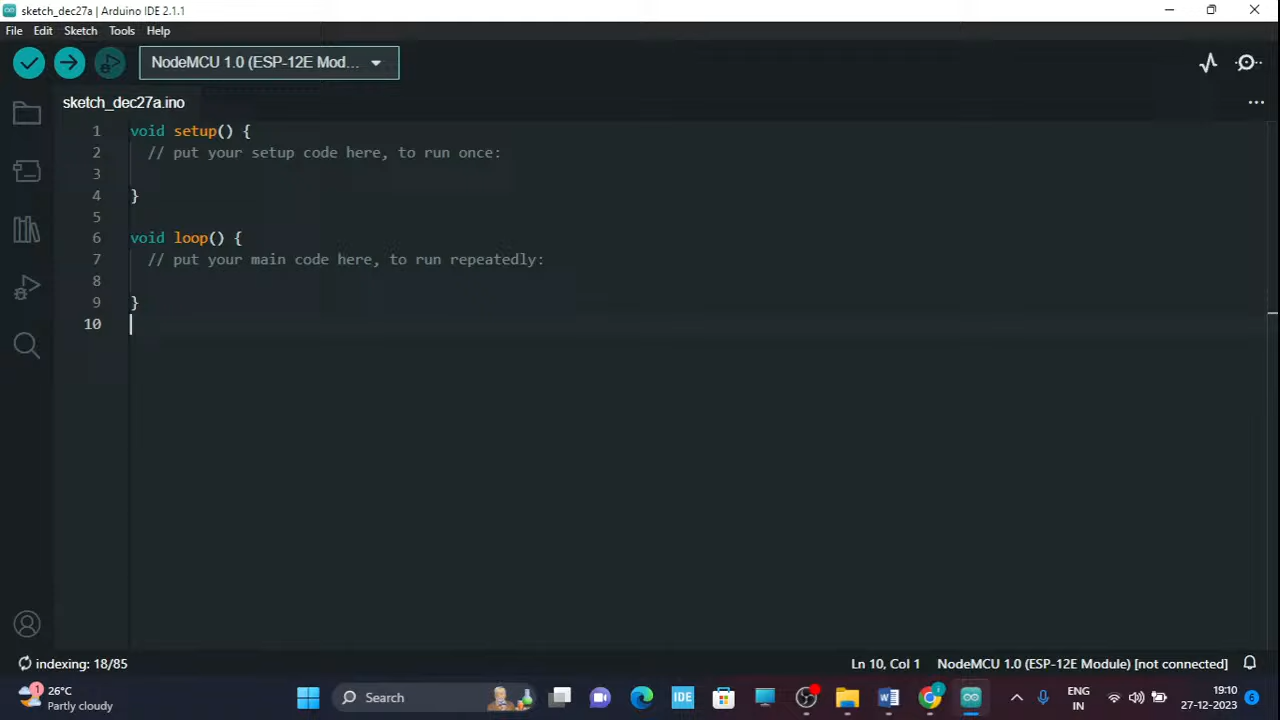 sketch_dec27a | Arduino IDE 2.1.1
File Edit Sketch Tools Help
NodeMCU 1.0 (ESP-12E Mod...
sketch_dec27a.ino
1 void setup() {
2 // put your setup code here, to run once:
3
4 }
5
6 void loop() {
7 // put your main code here, to run repeatedly:
8
9 }
10
indexing: 18/85
Ln 10, Col 1 NodeMCU 1.0 (ESP-12E Module) [not connected]
1
26°C
Partly cloudy
Search
IDE
ENG
IN
19:10
27-12-2023
6